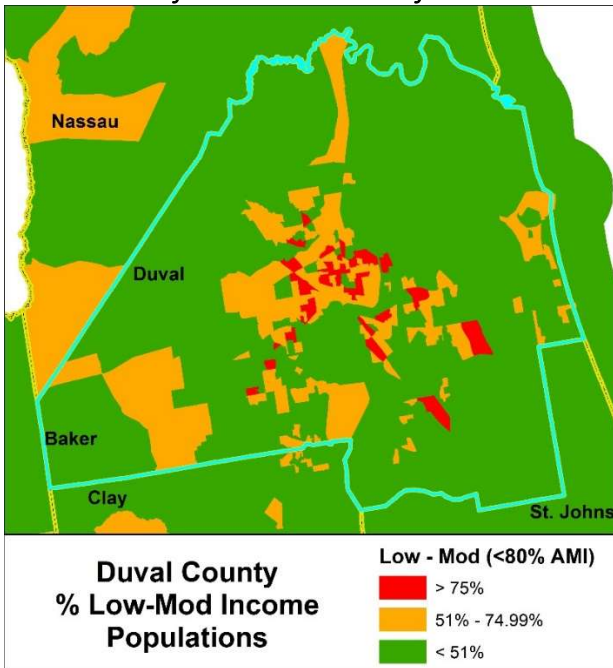 Nassau
Duval
Baker
Clay
St. Johns
Duval County
% Low-Mod Income
Populations
Low - Mod (<80% AMI)
> 75%
51% - 74.99%
< 51%